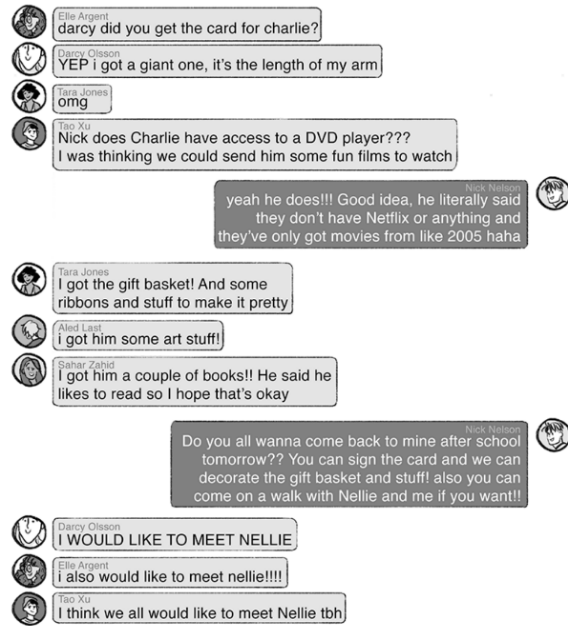 Elle Argent
darcy did you get the card for charlie?
Darcy Olsson
YEP i got a giant one, it's the length of my arm
Tara Jones
omg
Tao Xu
Nick does Charlie have access to a DVD player???
I was thinking we could send him some fun films to watch
Nick Nelson
yeah he does!!! Good idea, he literally said
they don't have Netflix or anything and
they've only got movies from like 2005 haha
Tara Jones
I got the gift basket! And some
ribbons and stuff to make it pretty
Aled Last
i got him some art stuff!
Sahar Zahid
I got him a couple of books!! He said he
likes to read so I hope that's okay
Nick Nelson
Do you all wanna come back to mine after school
tomorrow?? You can sign the card and we can
decorate the gift basket and stuff! also you can
come on a walk with Nellie and me if you want!!
Darcy Olsson
I WOULD LIKE TO MEET NELLIE
Elle Argent
i also would like to meet nellie!!!!
Tao Xu
I think we all would like to meet Nellie tbh